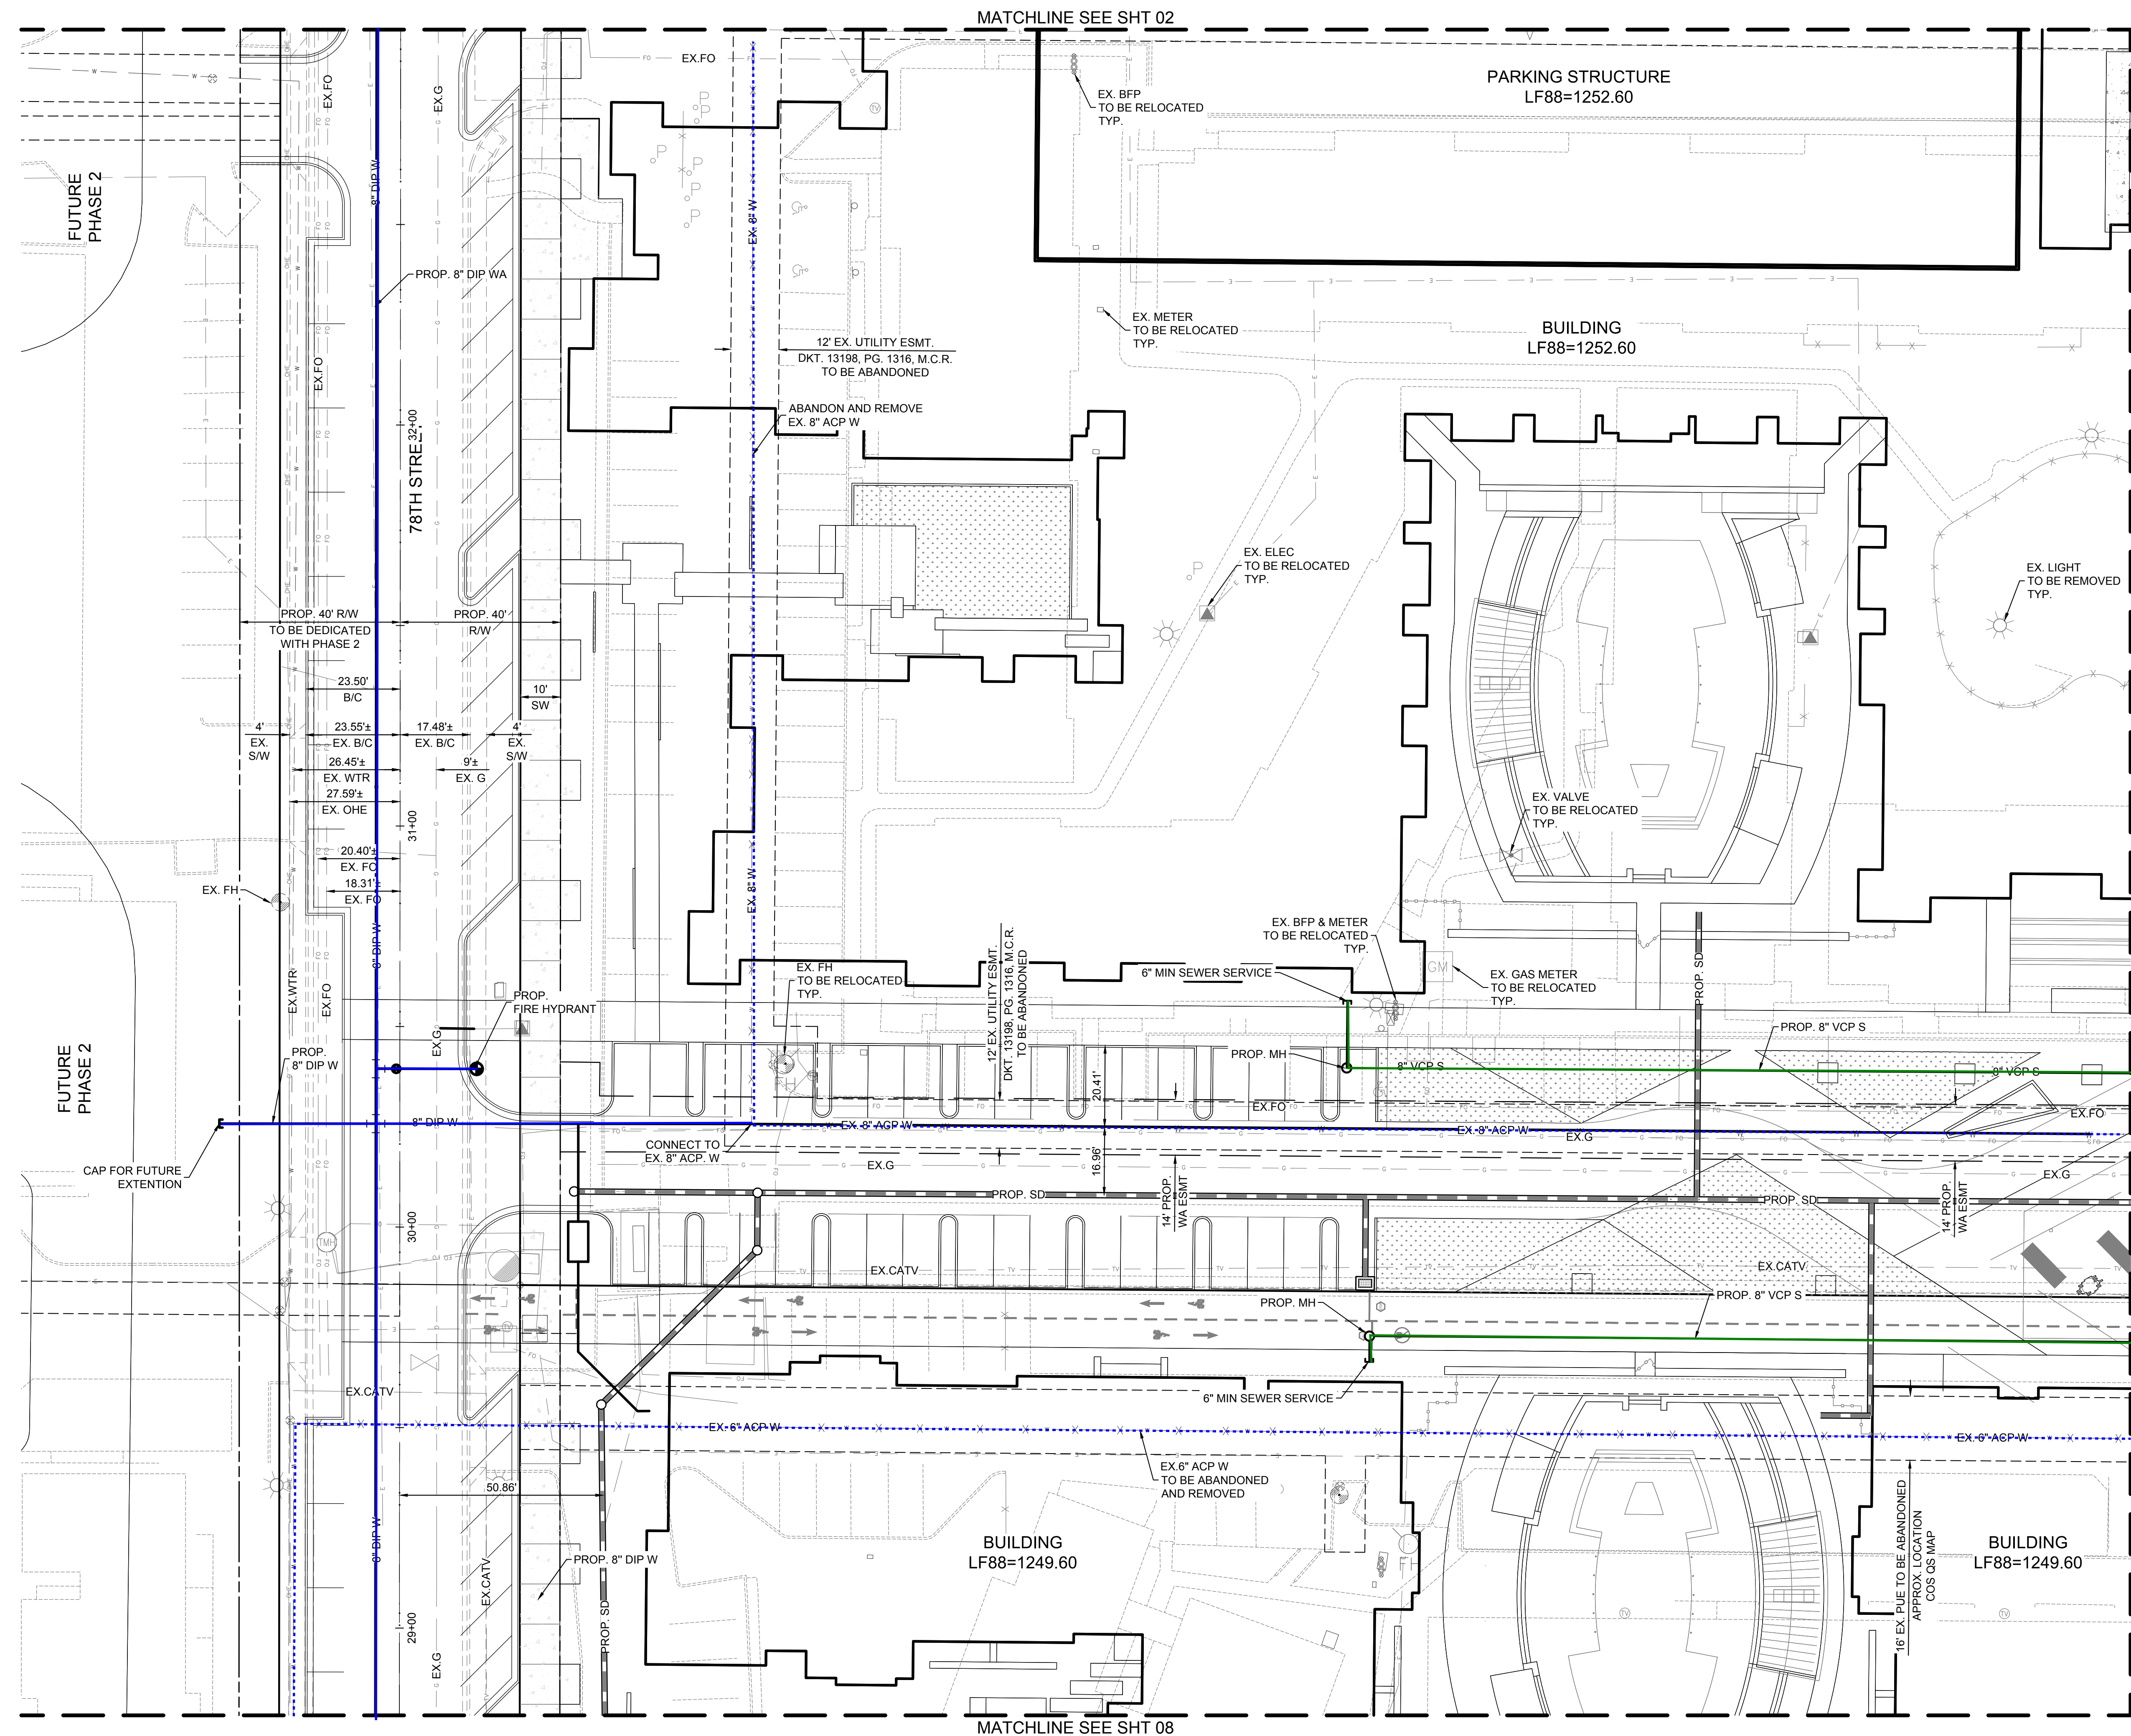 MATCHLINE SEE SHT 02
PARKING STRUCTURE
LF88=1252.60
EX. BFP
TO BE RELOCATED
TYP.
EX.FO
EX.FO
EX.G
FUTURE
PHASE 2
8" DIP W
EX. 8" W
PROP. 8" DIP WA
EX. METER
TO BE RELOCATED
TYP.
BUILDING
LF88=1252.60
12' EX. UTILITY ESMT.
DKT. 13198, PG. 1316, M.C.R.
TO BE ABANDONED
EX.FO
ABANDON AND REMOVE
EX. 8" ACP W
32+00
78TH STREET
EX. ELEC
TO BE RELOCATED
TYP.
EX. LIGHT
TO BE REMOVED
TYP.
PROP. 40' R/W
TO BE DEDICATED
WITH PHASE 2
PROP. 40'
R/W
23.50'
B/C
10'
SW
4'
EX.
S/W
23.55'±
EX. B/C
17.48'±
EX. B/C
4'
EX.
S/W
26.45'±
EX. WTR
9'±
EX. G
27.59'±
EX. OHE
31+00
EX. VALVE
TO BE RELOCATED
TYP.
20.40'±
EX. FO
18.31'±
EX. FO
EX. FH
EX. 8" W
8" DIP W
EX. BFP & METER
TO BE RELOCATED
TYP.
6" MIN SEWER SERVICE
GM
EX. GAS METER
TO BE RELOCATED
TYP.
PROP. SD
EX. FH
TO BE RELOCATED
TYP.
12' EX. UTILITY ESMT.
DKT. 13198, PG. 1316, M.C.R.
TO BE ABANDONED
PROP.
FIRE HYDRANT
EX.WTR
EX.FO
EX.G
PROP. 8" VCP S
PROP.
8" DIP W
FUTURE
PHASE 2
PROP. MH
8" VCP S
8" VCP S
FH
20.41'
EX.FO
EX.FO
8" DIP W
EX. 8" ACP W
EX. 8" ACP W
EX.G
CONNECT TO
EX. 8" ACP. W
CAP FOR FUTURE
EXTENTION
EX.G
16.96'
EX.G
PROP. SD
PROP. SD
14' PROP.
WA ESMT
14' PROP.
WA ESMT
30+00
TMH
EX.CATV
EX.CATV
PROP. MH
PROP. 8" VCP S
EX.CATV
6" MIN SEWER SERVICE
EX. 6" ACP W
EX. 6" ACP W
EX.6" ACP W
TO BE ABANDONED
AND REMOVED
50.86'
8" DIP W
PROP. 8" DIP W
BUILDING
LF88=1249.60
FH
16' EX. PUE TO BE ABANDONED
APPROX. LOCATION
COS QS MAP
BUILDING
LF88=1249.60
EX.CATV
29+00
PROP. SD
EX.G
MATCHLINE SEE SHT 08